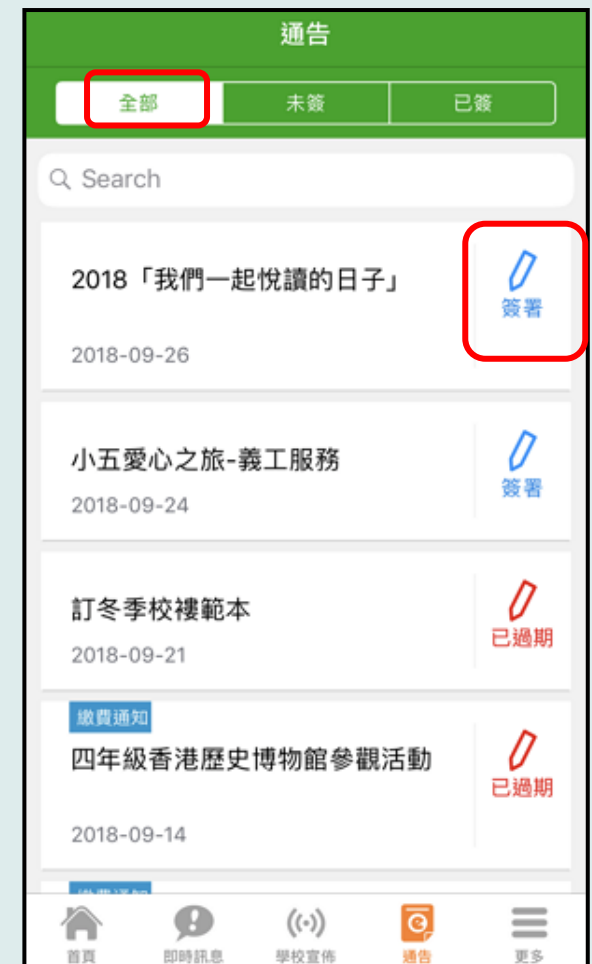 通告
全部 未簽 已簽
Search
2018「我們一起悅讀的日子」
簽署
2018-09-26
小五愛心之旅-義工服務
簽署
2018-09-24
訂冬季校褸範本
已過期
2018-09-21
繳費通知
四年級香港歷史博物館參觀活動
已過期
2018-09-14
首頁 即時訊息 學校宣佈 通告 更多